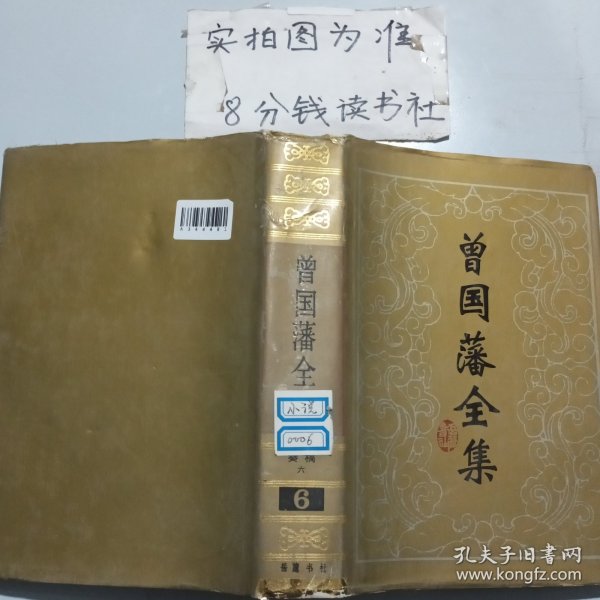 实拍图为准
8分钱读书社
曾国藩全
小说
0006
奏稿
六
6
岳麓书社
曾国藩全集
孔夫子旧书网
www.kongfz.com